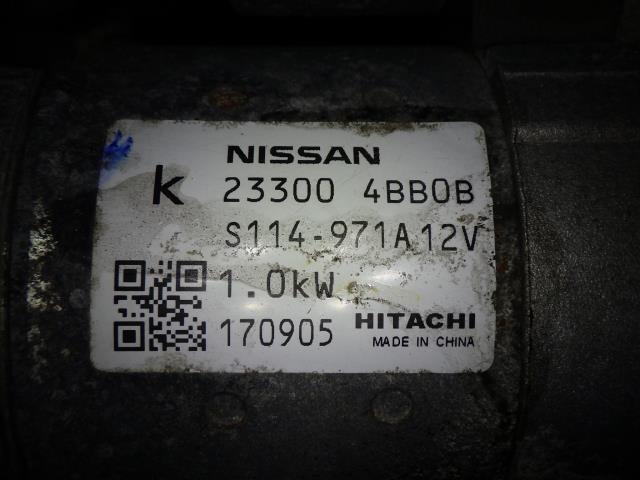 NISSAN
K 23300 4BB0B
S114-971A 12V
1.0kW
170905 HITACHI
MADE IN CHINA